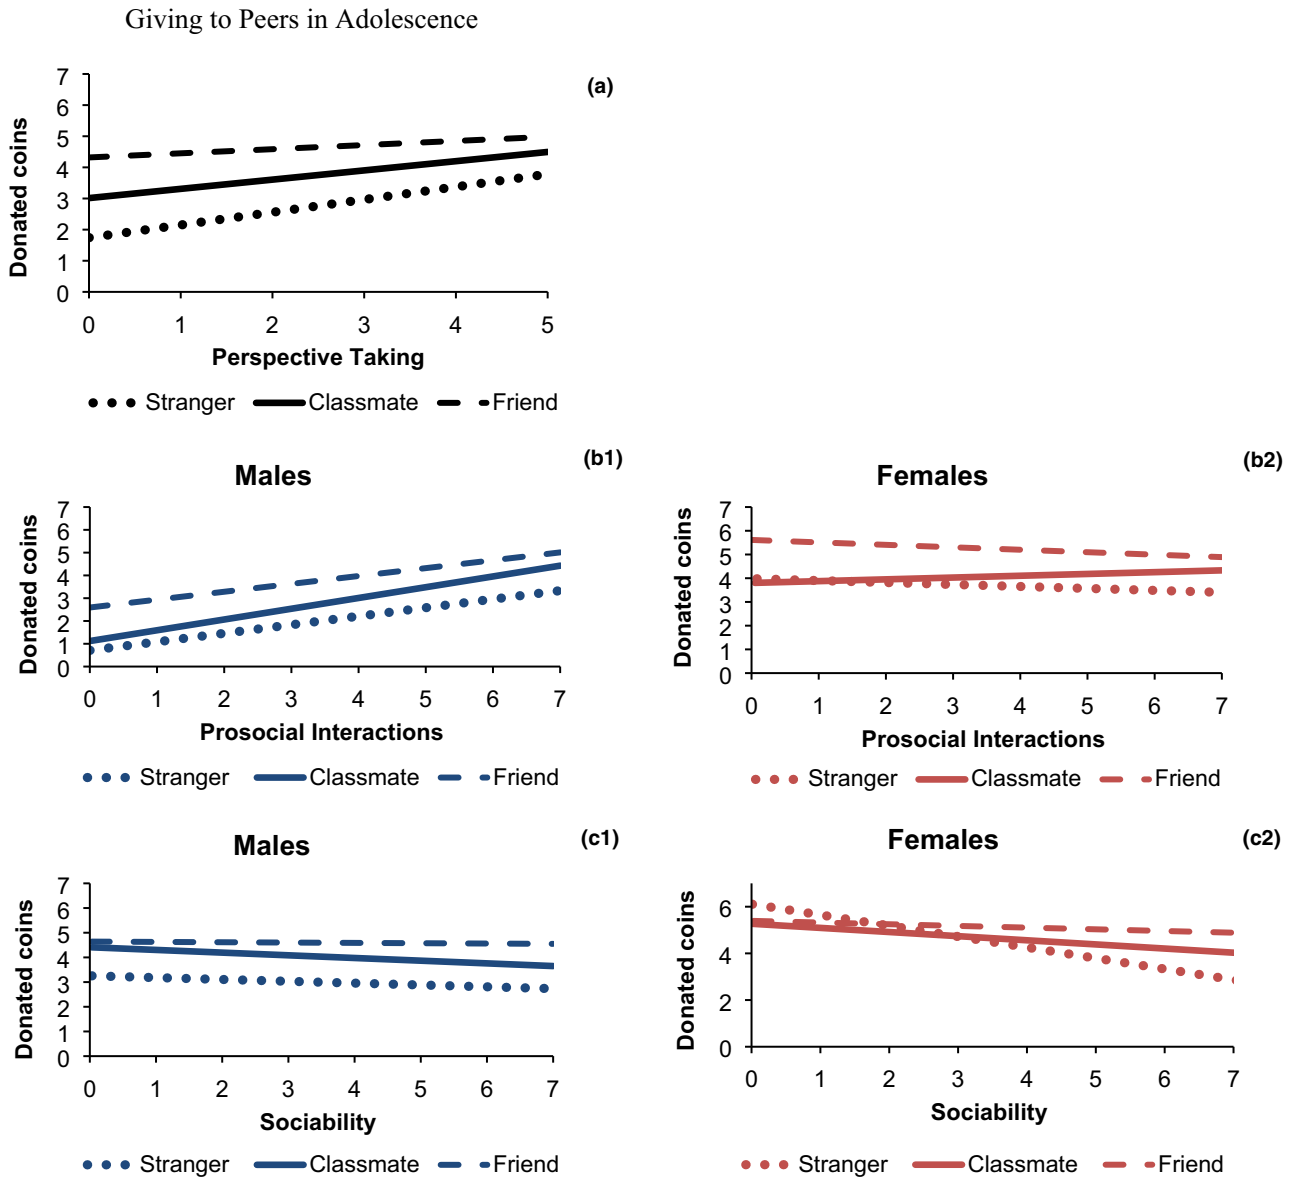 Giving to Peers in Adolescence
(a)
7
6
5
4
3
2
1
0
Donated coins
0 1 2 3 4 5
Perspective Taking
Stranger Classmate Friend
(b1)
Males
7
6
5
4
3
2
1
0
Donated coins
0 1 2 3 4 5 6 7
Prosocial Interactions
Stranger Classmate Friend
(b2)
Females
7
6
5
4
3
2
1
0
Donated coins
0 1 2 3 4 5 6 7
Prosocial Interactions
Stranger Classmate Friend
(c1)
Males
7
6
5
4
3
2
1
0
Donated coins
0 1 2 3 4 5 6 7
Sociability
Stranger Classmate Friend
(c2)
Females
6
4
2
0
Donated coins
0 1 2 3 4 5 6 7
Sociability
Stranger Classmate Friend